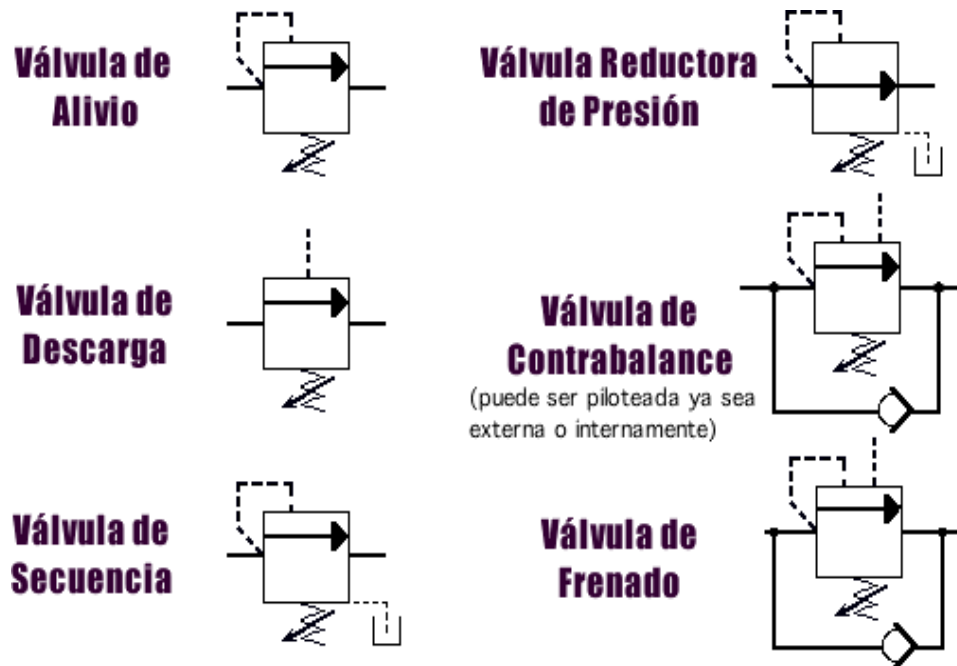 Válvula de
Alivio
Válvula Reductora
de Presión
Válvula de
Descarga
Válvula de
Contrabalance
(puede ser piloteada ya sea
externa o internamente)
Válvula de
Secuencia
Válvula de
Frenado